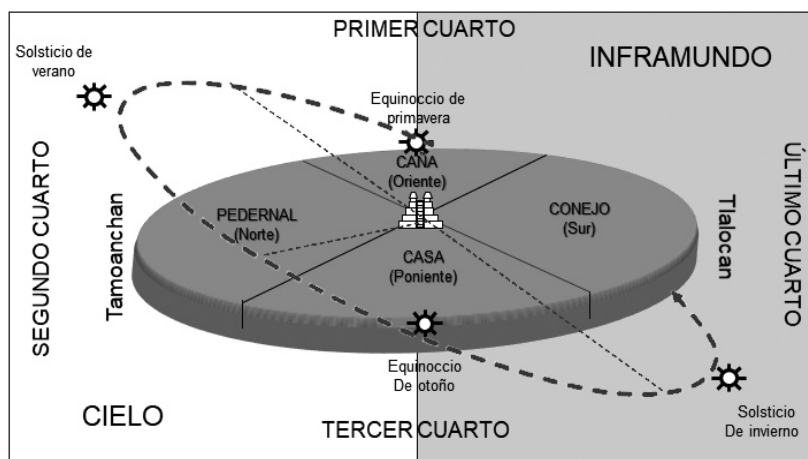 PRIMER CUARTO
Solsticio de
verano
INFRAMUNDO
Equinoccio de
primavera
CAÑA
(Oriente)
SEGUNDO CUARTO
Tamoanchan
PEDERNAL
(Norte)
CONEJO
(Sur)
Tlalocan
ÚLTIMO CUARTO
CASA
(Poniente)
Equinoccio
De otoño
CIELO
TERCER CUARTO
Solsticio
De invierno